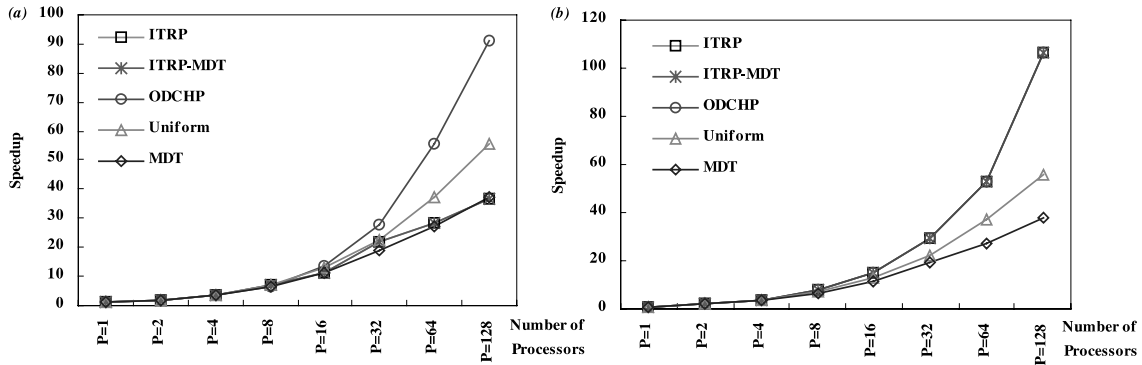 (a)
100
90
80
70
60
50
40
30
20
10
0
Speedup
ITRP
ITRP-MDT
ODCHP
Uniform
MDT
P=1
P=2
P=4
P=8
P=16
P=32
P=64
P=128
Number of
Processors
(b)
120
100
80
60
40
20
0
Speedup
ITRP
ITRP-MDT
ODCHP
Uniform
MDT
P=1
P=2
P=4
P=8
P=16
P=32
P=64
P=128
Number of
Processors